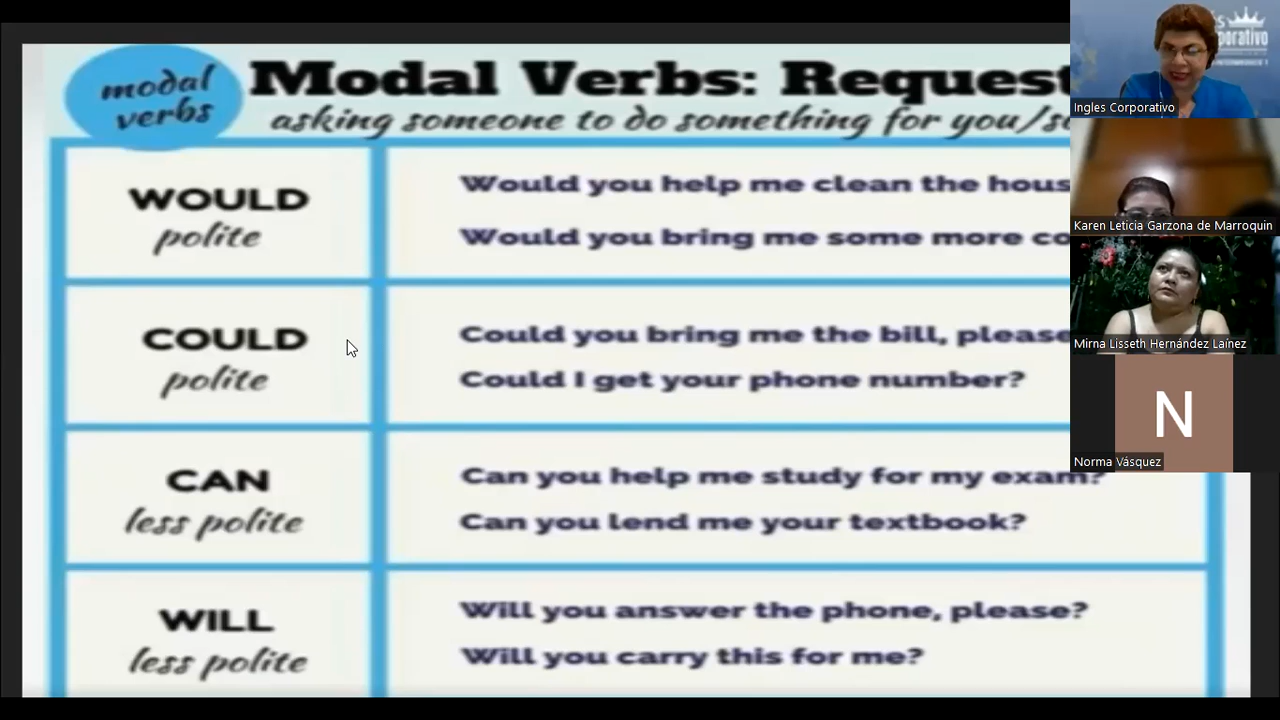 modal
verbs
Modal Verbs: Request
asking someone to do something for you/
WOULD
polite
Would you help me clean the hous
Would you bring me some more co
COULD
polite
Could you bring me the bill, please
Could I get your phone number?
CAN
less polite
Can you help me study for my exam?
Can you lend me your textbook?
WILL
less polite
Will you answer the phone, please?
Will you carry this for me?
Ingles Corporativo
Karen Leticia Garzona de Marroquin
Mirna Lisseth Hernández Laínez
N
Norma Vásquez